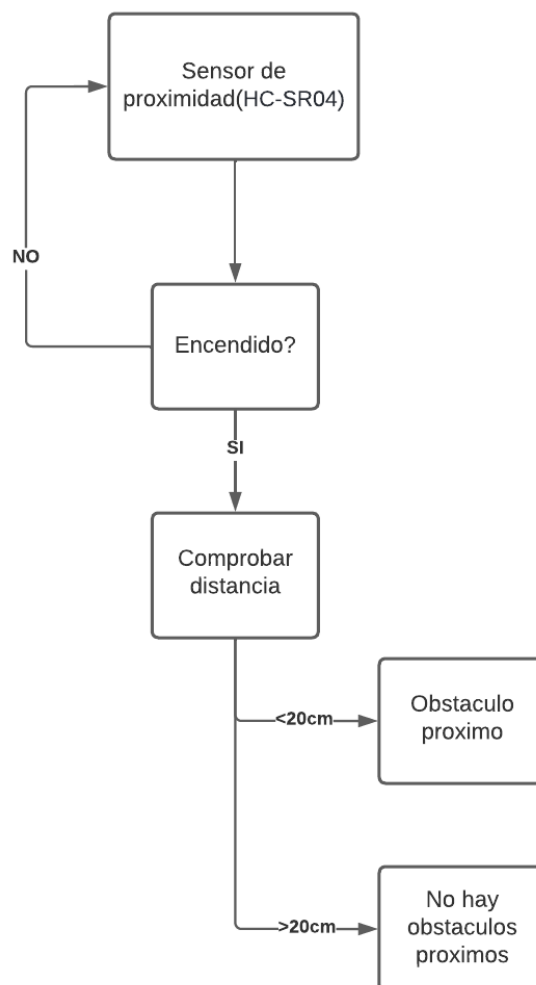 Sensor de
proximidad(HC-SR04)
NO
Encendido?
SI
Comprobar
distancia
Obstaculo
proximo
<20cm
No hay
obstaculos
proximos
>20cm